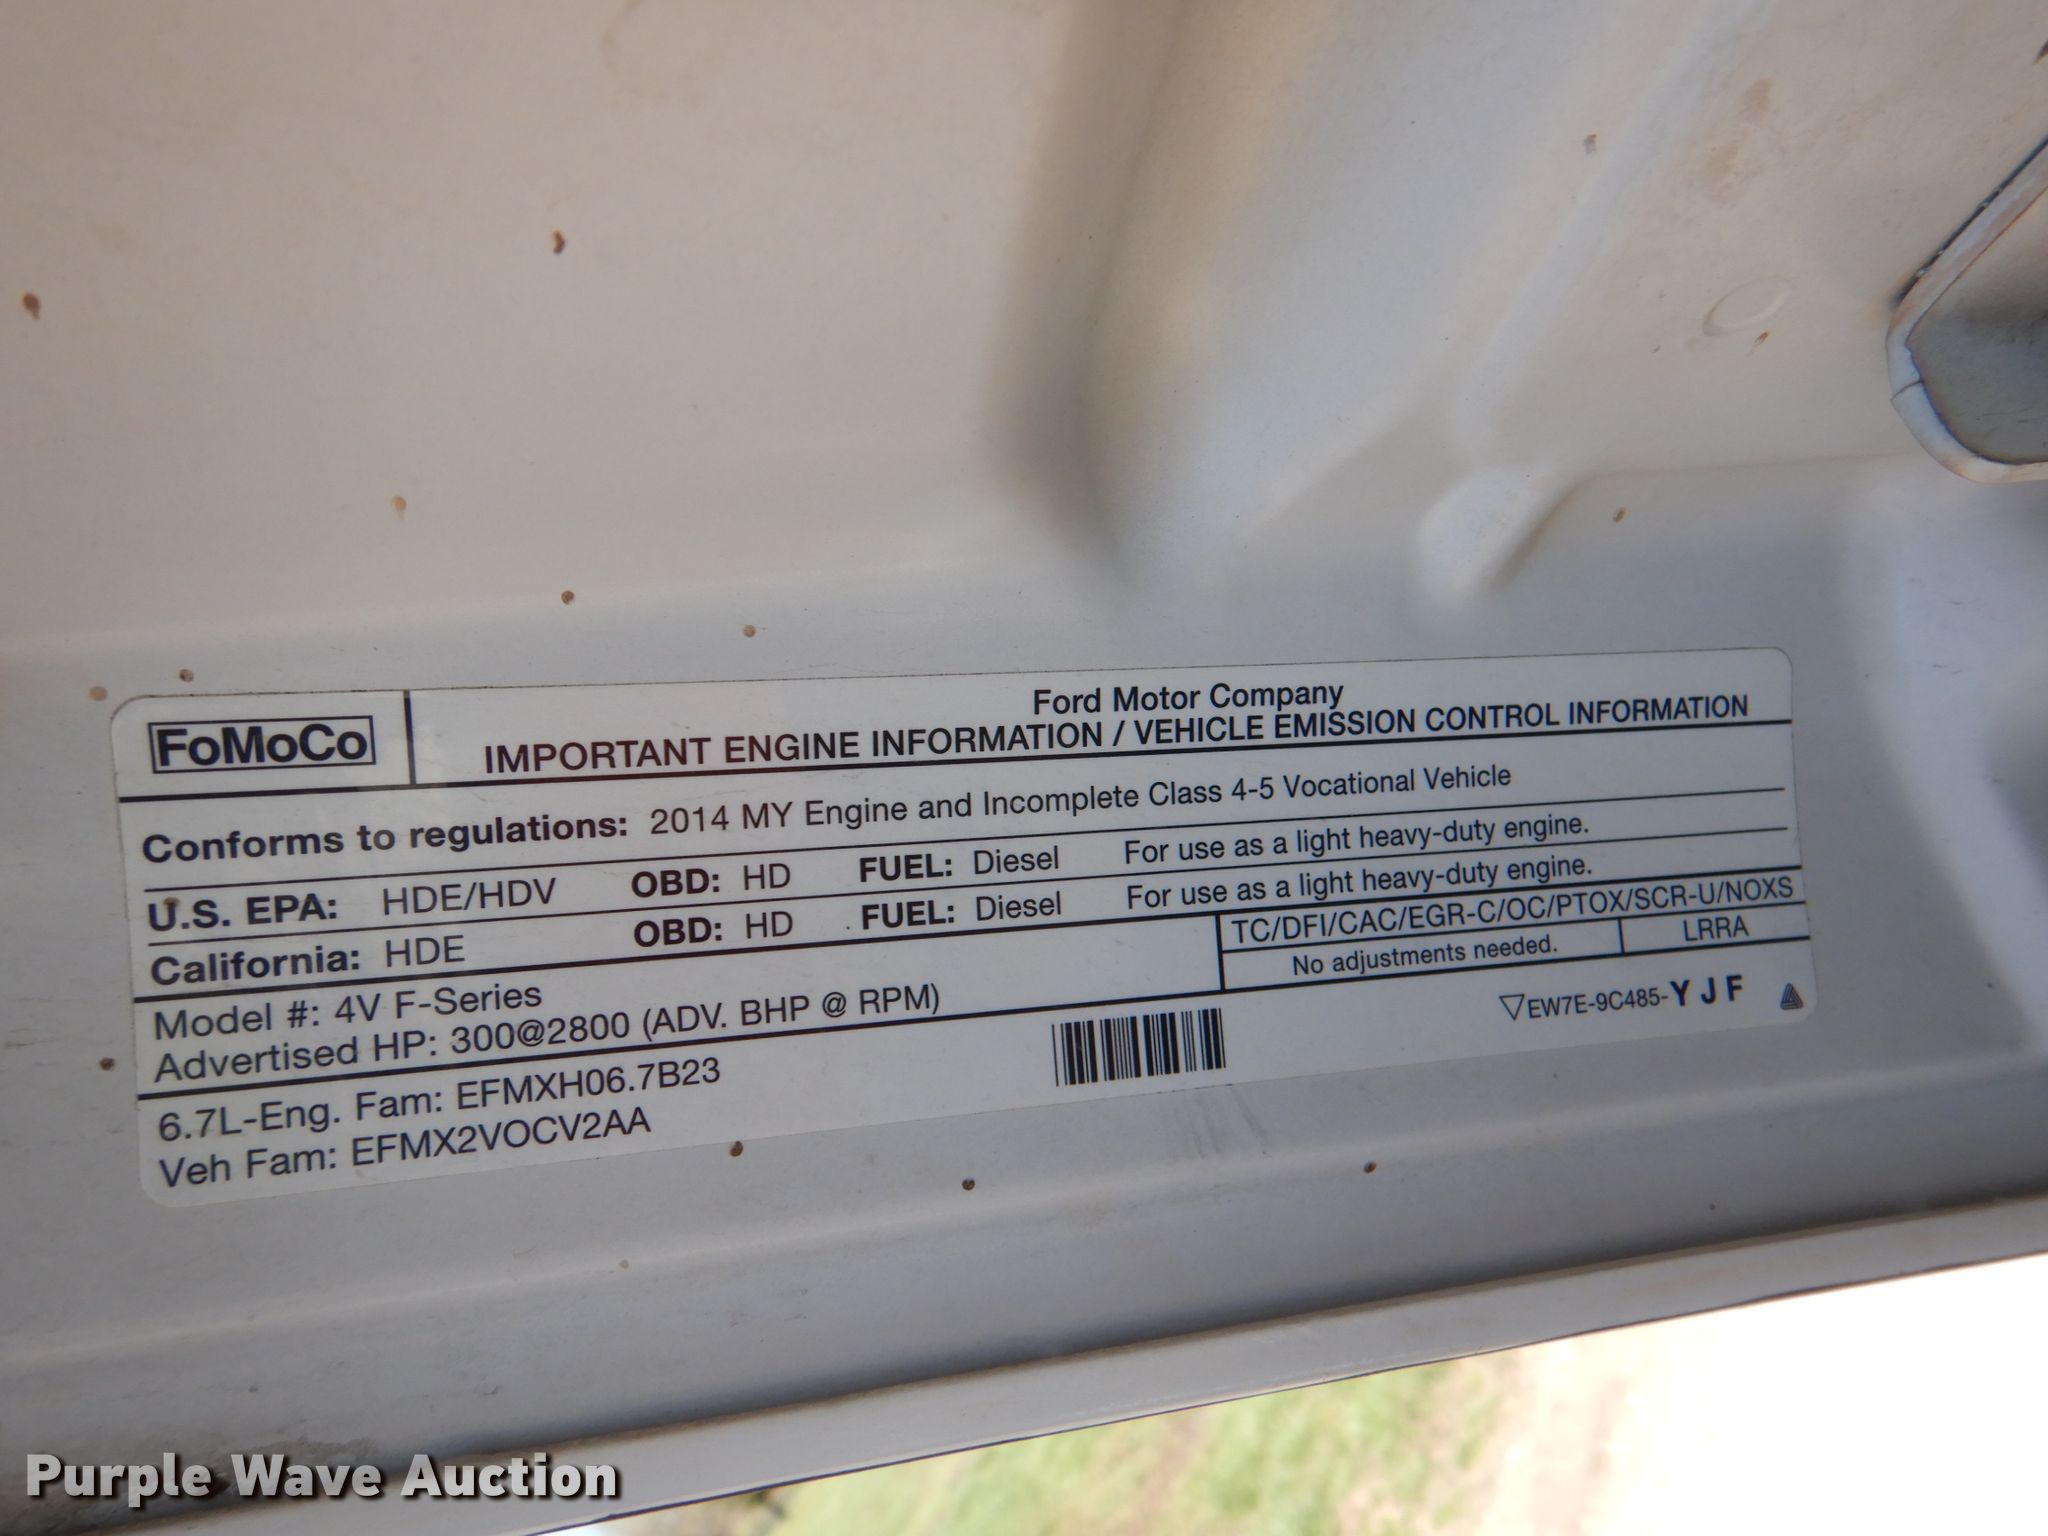 FoMoCo
Ford Motor Company
IMPORTANT ENGINE INFORMATION / VEHICLE EMISSION CONTROL INFORMATION
Conforms to regulations: 2014 MY Engine and Incomplete Class 4-5 Vocational Vehicle
U.S. EPA: HDE/HDV OBD: HD FUEL: Diesel For use as a light heavy-duty engine.
California: HDE OBD: HD FUEL: Diesel For use as a light heavy-duty engine.
TC/DFI/CAC/EGR-C/OC/PTOX/SCR-U/NOXS
No adjustments needed. LRRA
Model #: 4V F-Series
Advertised HP: 300@2800 (ADV. BHP @ RPM)
EW7E-9C485-YJF
6.7L-Eng. Fam: EFMXH06.7B23
Veh Fam: EFMX2VOCV2AA
Purple Wave Auction